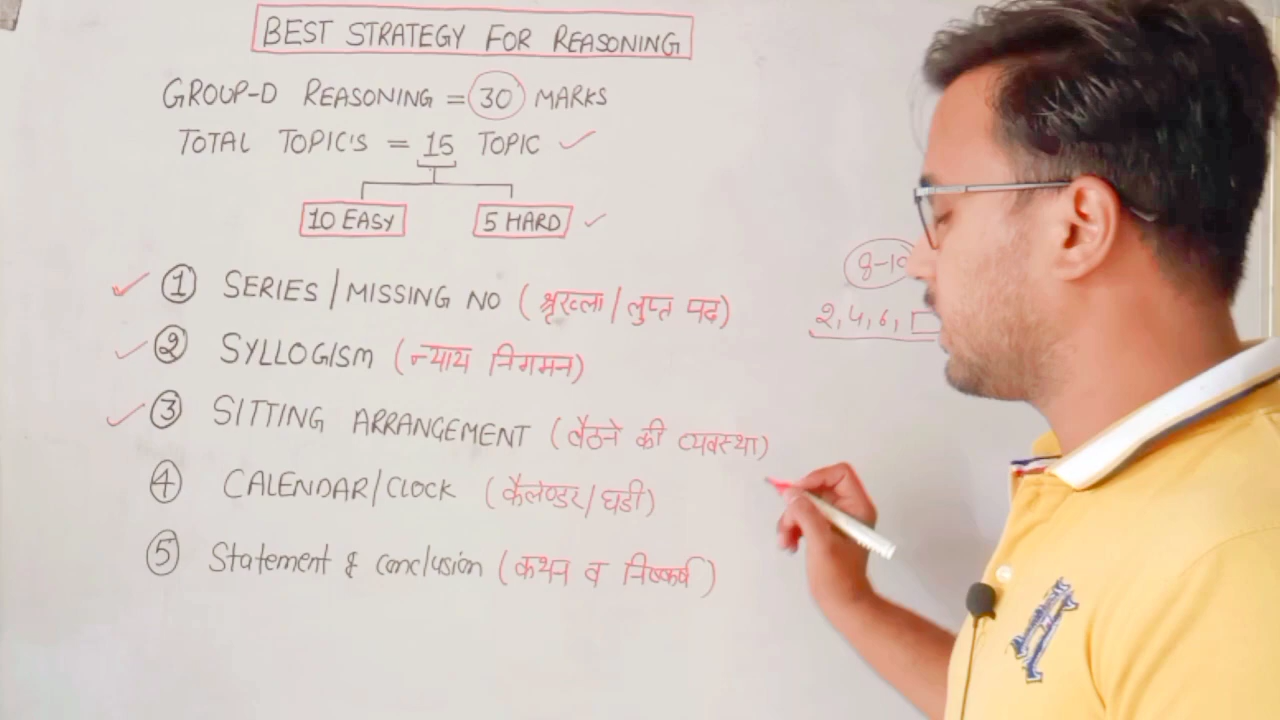 BEST STRATEGY FOR REASONING
GROUP-D REASONING = 30 MARKS
TOTAL TOPIC'S = 15 TOPIC
10 EASY 5 HARD
① SERIES/MISSING NO (श्रृंखला/लुप्त पद)
② SYLLOGISM (न्याय निगमन)
③ SITTING ARRANGEMENT (बैठने की व्यवस्था)
④ CALENDAR/CLOCK (कैलेण्डर/घडी)
⑤ Statement & conclusion (कथन व निष्कर्ष)
2,4,6,